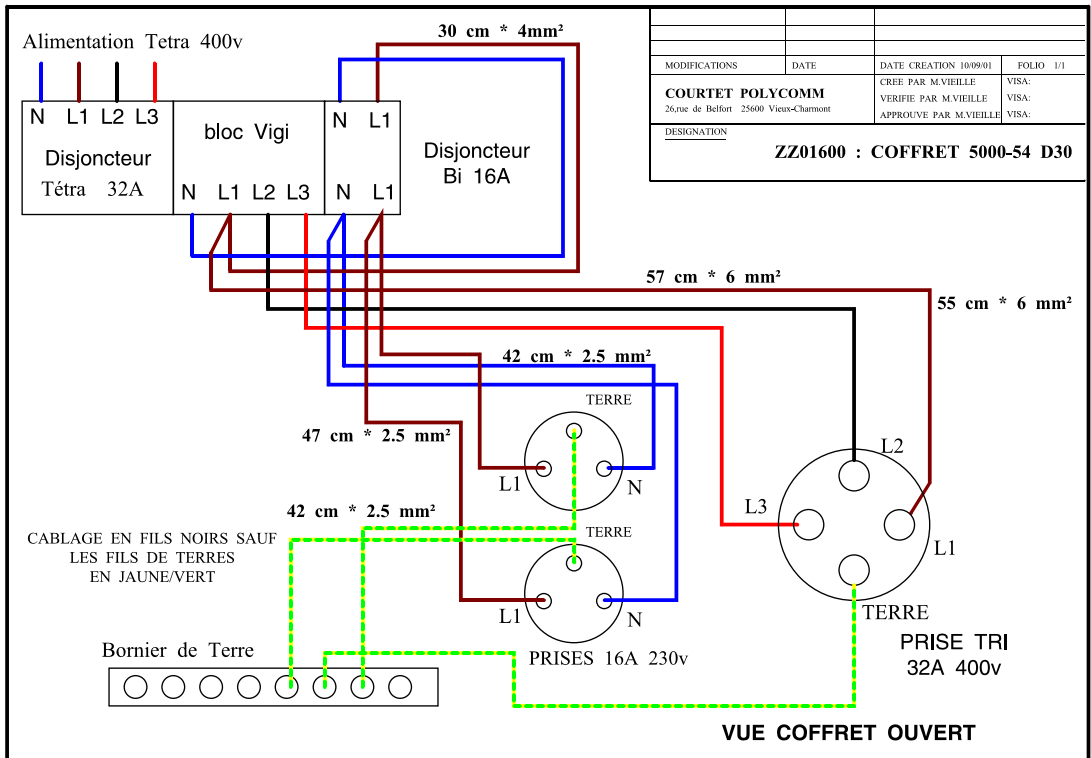 Alimentation Tetra 400v
30 cm * 4mm²
MODIFICATIONS DATE DATE CREATION 10/09/01 FOLIO 1/1
COURTET POLYCOMM
26,rue de Belfort 25600 Vieux-Charmont
CREE PAR M.VIEILLE VISA:
VERIFIE PAR M.VIEILLE VISA:
APPROUVE PAR M.VIEILLE VISA:
DESIGNATION
ZZ01600 : COFFRET 5000-54 D30
N L1 L2 L3
bloc Vigi
N L1
Disjoncteur
Tétra 32A
Disjoncteur
Bi 16A
N L1 L2 L3
N L1
57 cm * 6 mm²
55 cm * 6 mm²
42 cm * 2.5 mm²
TERRE
47 cm * 2.5 mm²
L1
N
L2
L3
L1
TERRE
42 cm * 2.5 mm²
CABLAGE EN FILS NOIRS SAUF
LES FILS DE TERRES
EN JAUNE/VERT
TERRE
L1
N
PRISES 16A 230v
PRISE TRI
32A 400v
Bornier de Terre
VUE COFFRET OUVERT